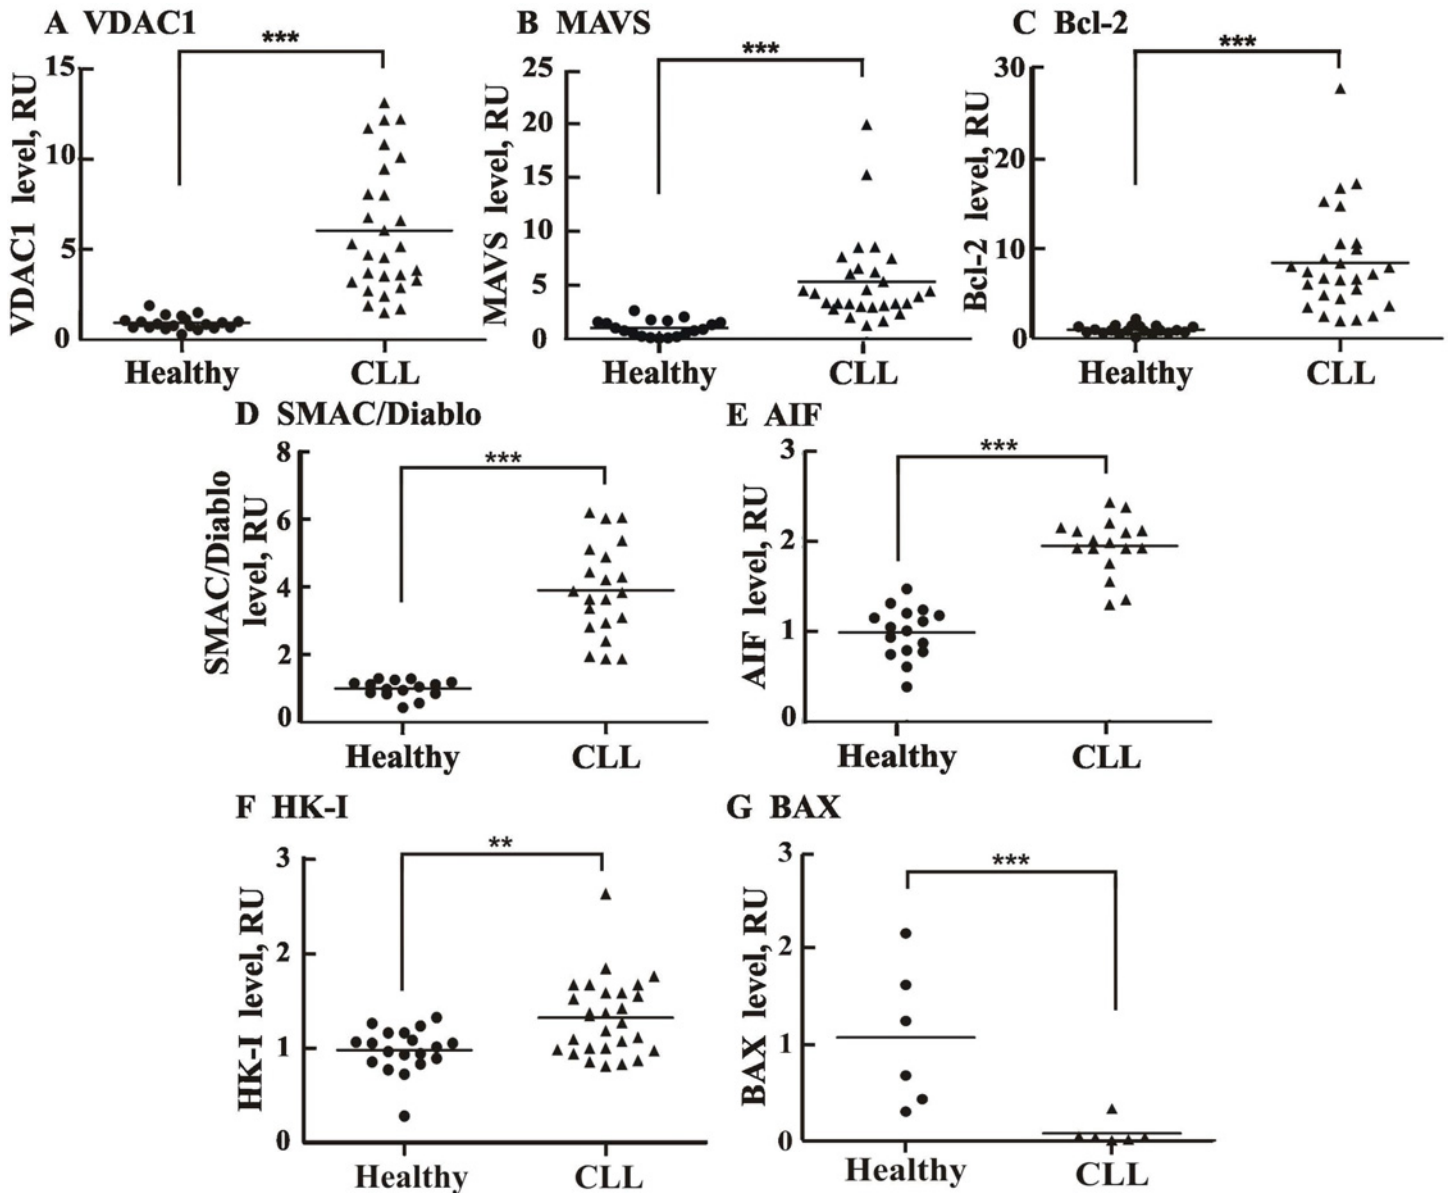 A VDAC1
***
VDAC1 level, RU
15
10
5
0
Healthy CLL
B MAVS
***
MAVS level, RU
25
20
15
10
5
0
Healthy CLL
C Bcl-2
***
Bcl-2 level, RU
30
20
10
0
Healthy CLL
D SMAC/Diablo
***
SMAC/Diablo
level, RU
8
6
4
2
0
Healthy CLL
E AIF
***
AIF level, RU
3
2
1
0
Healthy CLL
F HK-I
**
HK-I level, RU
3
2
1
0
Healthy CLL
G BAX
***
BAX level, RU
3
2
1
0
Healthy CLL